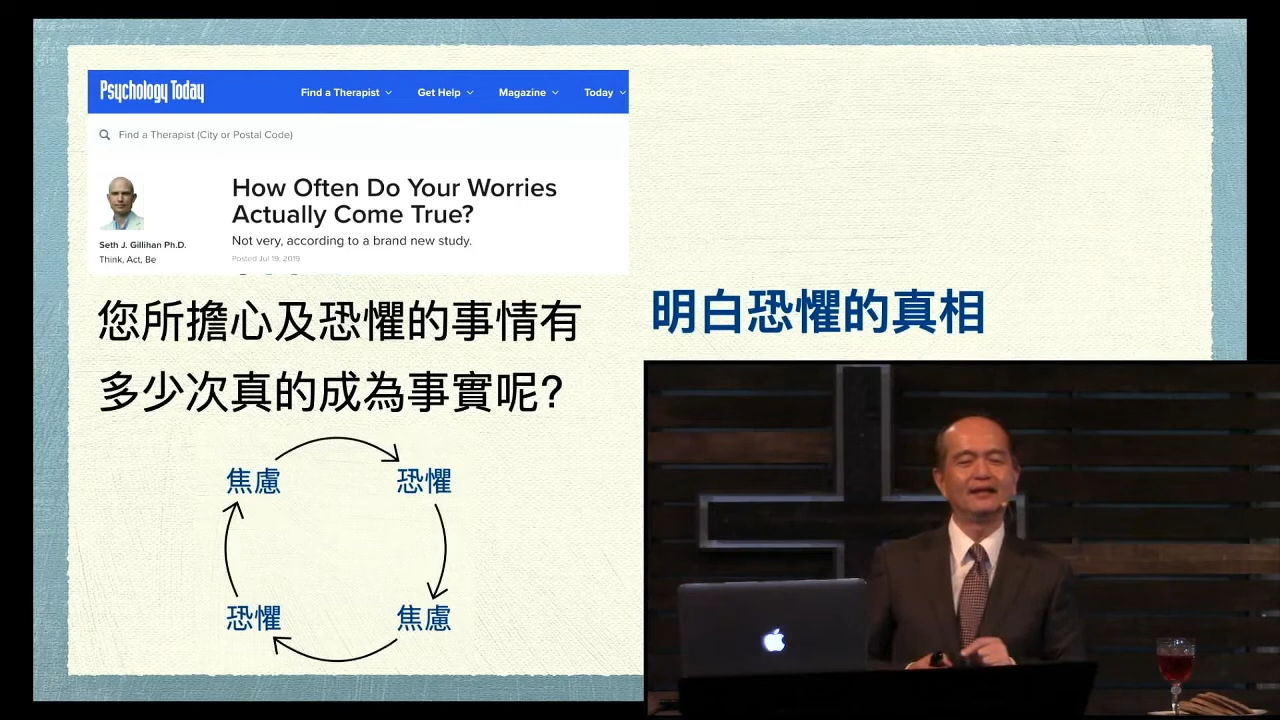 Psychology Today
Find a Therapist
Get Help
Magazine
Today
Find a Therapist (City or Postal Code)
How Often Do Your Worries
Actually Come True?
Not very, according to a brand new study.
Posted Jul 19, 2019
Seth J. Gillihan Ph.D.
Think, Act, Be
您所擔心及恐懼的事情有
多少次真的成為事實呢?
明白恐懼的真相
焦慮
恐懼
恐懼
焦慮